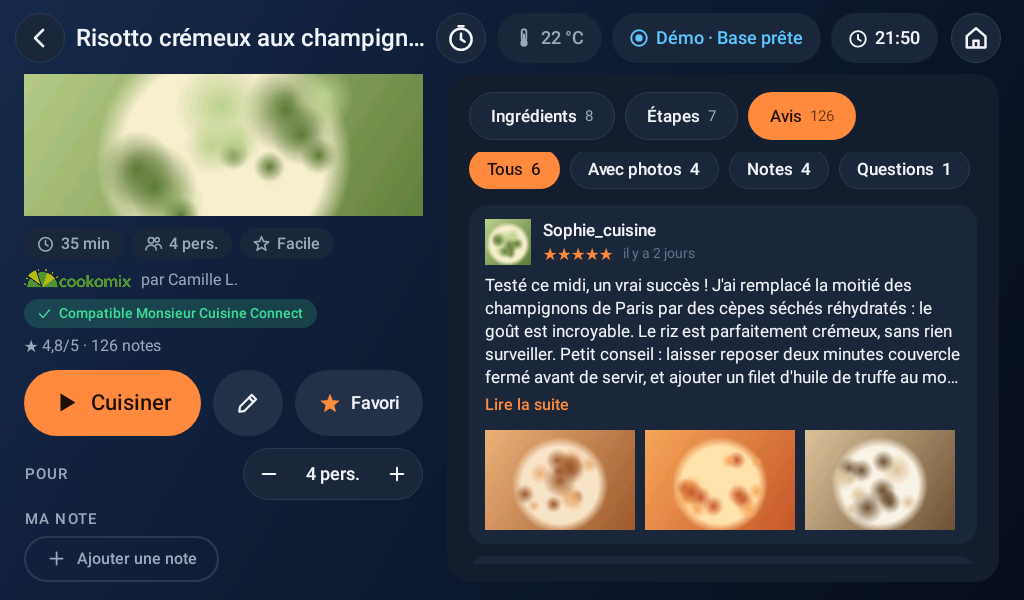 Risotto crémeux aux champign…
22 °C
Démo · Base prête
21:50
35 min
4 pers.
Facile
cookomix par Camille L.
Compatible Monsieur Cuisine Connect
★ 4,8/5 · 126 notes
Cuisiner
Favori
POUR
4 pers.
MA NOTE
Ajouter une note
Ingrédients 8
Étapes 7
Avis 126
Tous 6
Avec photos 4
Notes 4
Questions 1
Sophie_cuisine
★★★★★ il y a 2 jours
Testé ce midi, un vrai succès ! J'ai remplacé la moitié des
champignons de Paris par des cèpes séchés réhydratés : le
goût est incroyable. Le riz est parfaitement crémeux, sans rien
surveiller. Petit conseil : laisser reposer deux minutes couvercle
fermé avant de servir, et ajouter un filet d'huile de truffe au mo…
Lire la suite